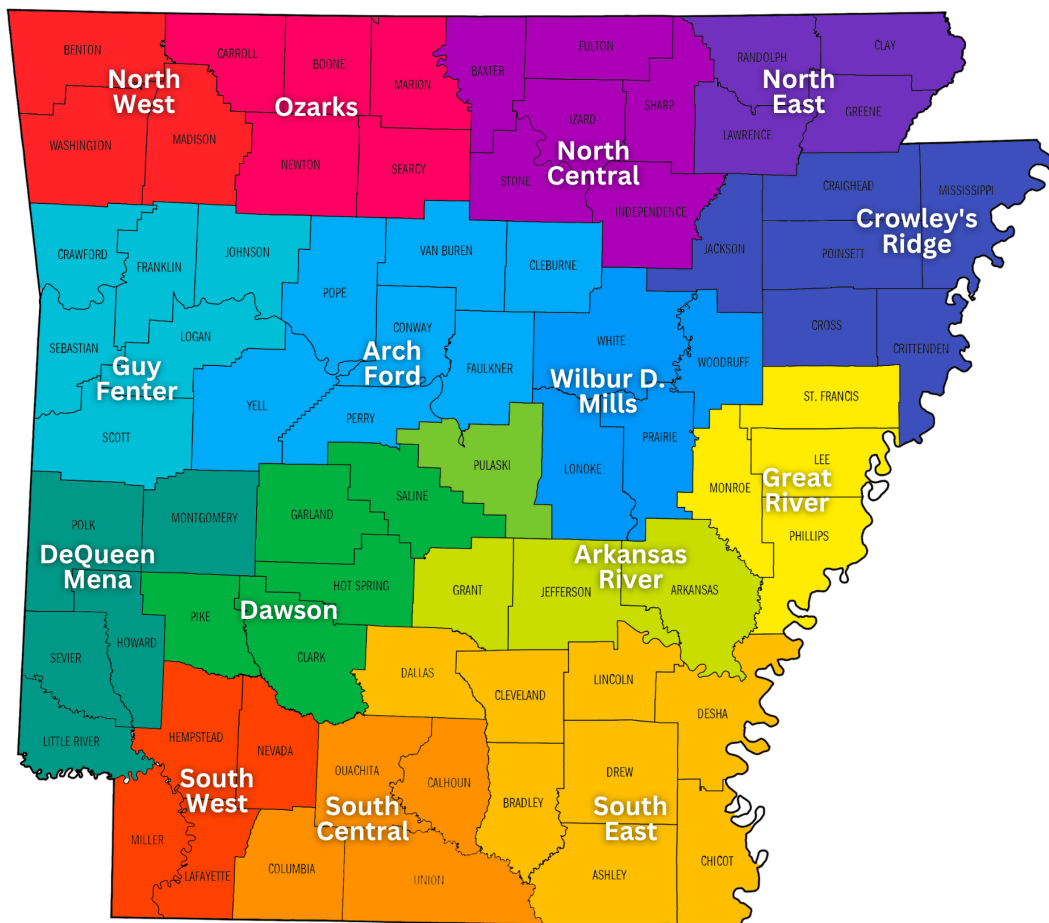 BENTON
CARROLL
BOONE
MARION
BAXTER
FULTON
RANDOLPH
CLAY
North
West
Ozarks
North
East
SHARP
IZARD
GREENE
WASHINGTON
MADISON
LAWRENCE
NEWTON
SEARCY
North
Central
STONE
INDEPENDENCE
CRAIGHEAD
MISSISSIPPI
Crowley's
Ridge
JACKSON
POINSETT
CRAWFORD
FRANKLIN
JOHNSON
VAN BUREN
CLEBURNE
POPE
CONWAY
CROSS
CRITTENDEN
SEBASTIAN
LOGAN
WHITE
WOODRUFF
Guy
Fenter
Arch
Ford
FAULKNER
Wilbur D.
Mills
ST. FRANCIS
YELL
PERRY
SCOTT
PRAIRIE
PULASKI
LONOKE
LEE
MONROE
Great
River
SALINE
GARLAND
POLK
MONTGOMERY
PHILLIPS
DeQueen
Mena
Arkansas
River
HOT SPRING
GRANT
JEFFERSON
ARKANSAS
PIKE
Dawson
HOWARD
SEVIER
CLARK
DALLAS
CLEVELAND
LINCOLN
DESHA
LITTLE RIVER
HEMPSTEAD
NEVADA
OUACHITA
CALHOUN
DREW
South
West
South
Central
BRADLEY
South
East
MILLER
LAFAYETTE
COLUMBIA
UNION
ASHLEY
CHICOT